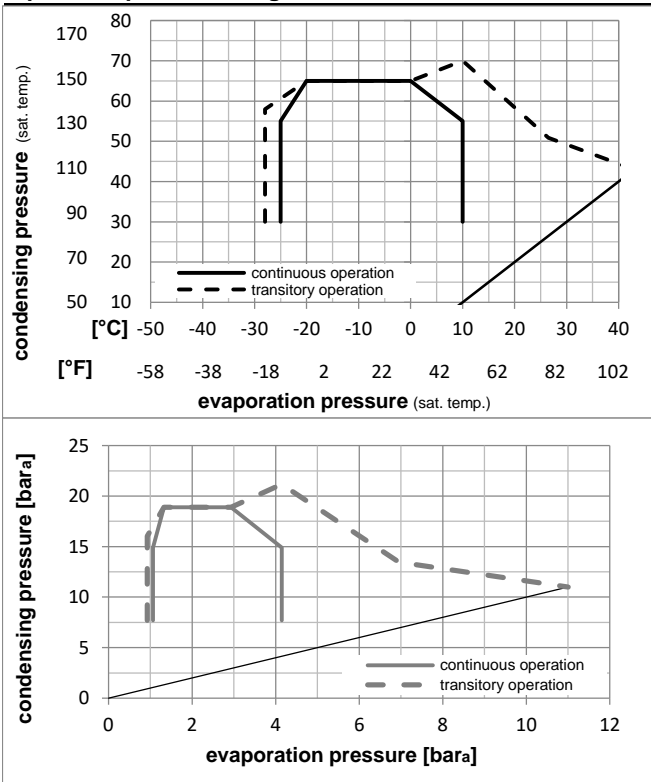 80
170
70
150
60
130
50
110
40
90
30
70
20
50
10
condensing pressure (sat. temp.)
continuous operation
transitory operation
[°C] -50 -40 -30 -20 -10 0 10 20 30 40
[°F] -58 -38 -18 2 22 42 62 82 102
evaporation pressure (sat. temp.)
25
20
15
10
5
0
condensing pressure [bara]
continuous operation
transitory operation
0 2 4 6 8 10 12
evaporation pressure [bara]